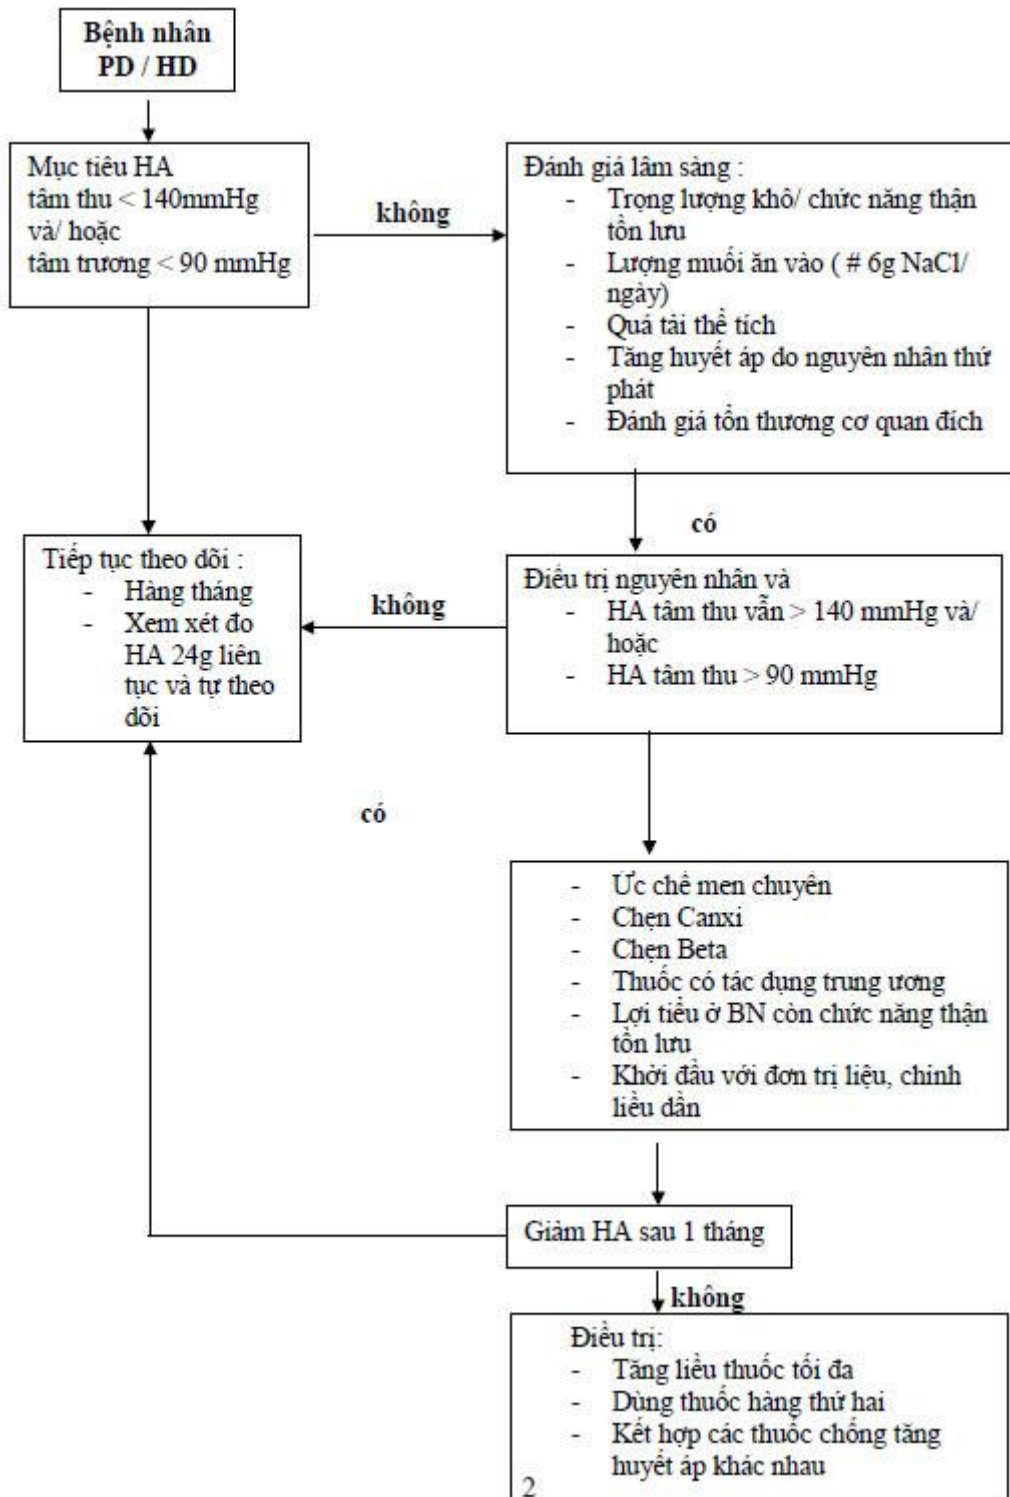 Bệnh nhân
PD / HD
Mục tiêu HA
tâm thu < 140mmHg
và/ hoặc
tâm trương < 90 mmHg
không
Đánh giá lâm sàng :
- Trọng lượng khô/ chức năng thận
tồn lưu
- Lượng muối ăn vào ( # 6g NaCl/
ngày)
- Quá tải thể tích
- Tăng huyết áp do nguyên nhân thứ
phát
- Đánh giá tổn thương cơ quan đích
có
Tiếp tục theo dõi :
- Hàng tháng
- Xem xét đo
HA 24g liên
tục và tự theo
dõi
không
Điều trị nguyên nhân và
- HA tâm thu vẫn > 140 mmHg và/
hoặc
- HA tâm thu > 90 mmHg
có
- Ức chế men chuyển
- Chẹn Canxi
- Chẹn Beta
- Thuốc có tác dụng trung ương
- Lợi tiểu ở BN còn chức năng thận
tồn lưu
- Khởi đầu với đơn trị liệu, chỉnh
liều dần
Giảm HA sau 1 tháng
không
Điều trị:
- Tăng liều thuốc tối đa
- Dùng thuốc hàng thứ hai
- Kết hợp các thuốc chống tăng
huyết áp khác nhau
2